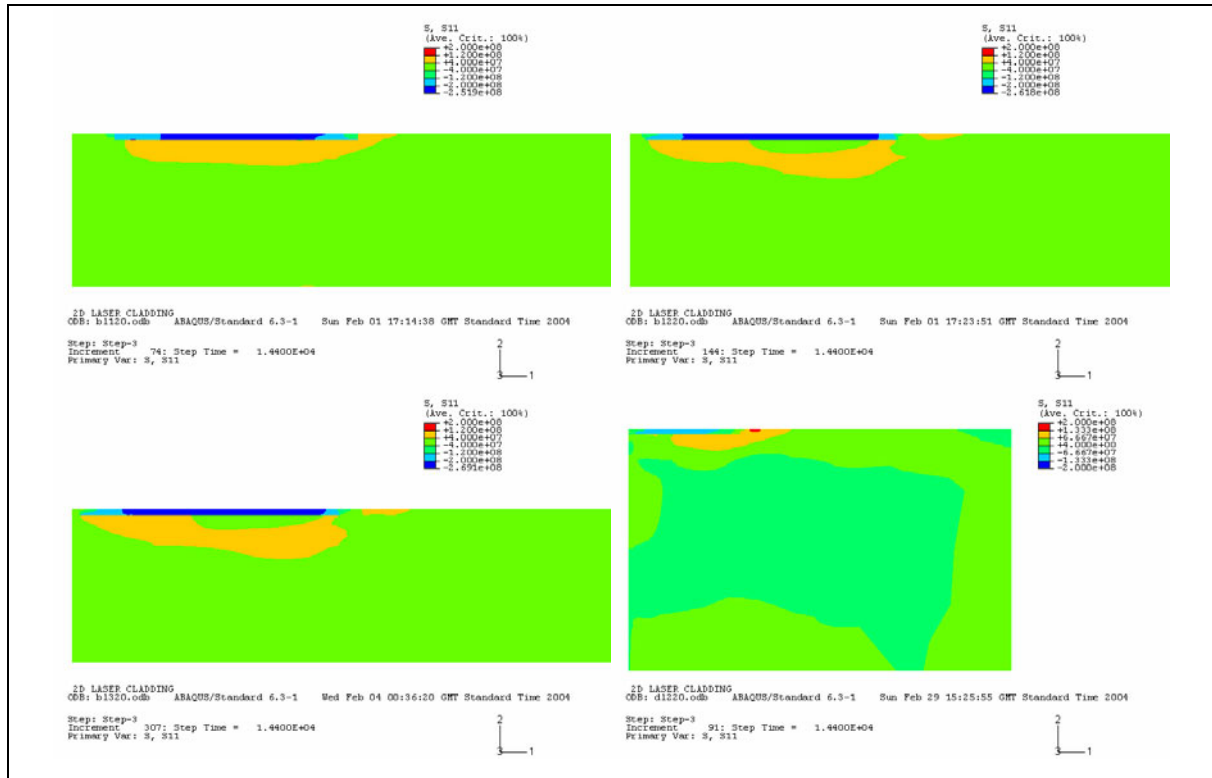 S, S11
(Ave. Crit.: 100%)
+2.000e+08
+1.200e+08
+4.000e+07
-4.000e+07
-1.200e+08
-2.000e+08
-2.519e+08
2D LASER CLADDING
ODB: b1120.odb ABAQUS/Standard 6.3-1 Sun Feb 01 17:14:38 GMT Standard Time 2004
Step: Step-3
Increment 74: Step Time = 1.4400E+04
Primary Var: S, S11
2
3 1
S, S11
(Ave. Crit.: 100%)
+2.000e+08
+1.200e+08
+4.000e+07
-4.000e+07
-1.200e+08
-2.000e+08
-2.618e+08
2D LASER CLADDING
ODB: b1220.odb ABAQUS/Standard 6.3-1 Sun Feb 01 17:23:51 GMT Standard Time 2004
Step: Step-3
Increment 144: Step Time = 1.4400E+04
Primary Var: S, S11
2
3 1
S, S11
(Ave. Crit.: 100%)
+2.000e+08
+1.200e+08
+4.000e+07
-4.000e+07
-1.200e+08
-2.000e+08
-2.691e+08
2D LASER CLADDING
ODB: b1320.odb ABAQUS/Standard 6.3-1 Wed Feb 04 00:36:20 GMT Standard Time 2004
Step: Step-3
Increment 307: Step Time = 1.4400E+04
Primary Var: S, S11
2
3 1
S, S11
(Ave. Crit.: 100%)
+2.000e+08
+1.333e+08
+6.667e+07
+4.000e+00
-6.667e+07
-1.333e+08
-2.000e+08
2D LASER CLADDING
ODB: d1220.odb ABAQUS/Standard 6.3-1 Sun Feb 29 15:25:55 GMT Standard Time 2004
Step: Step-3
Increment 91: Step Time = 1.4400E+04
Primary Var: S, S11
2
3 1